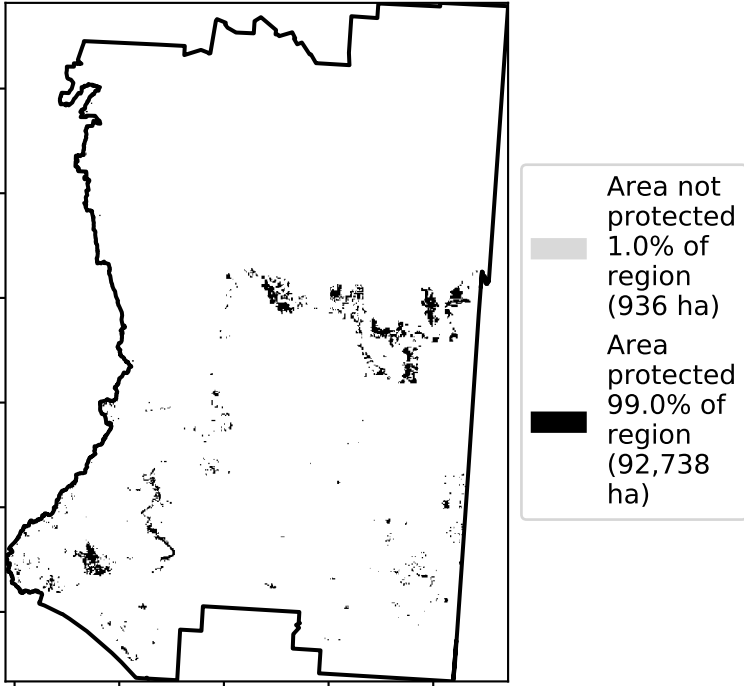 Area not
protected
1.0% of
region
(936 ha)
Area
protected
99.0% of
region
(92,738
ha)